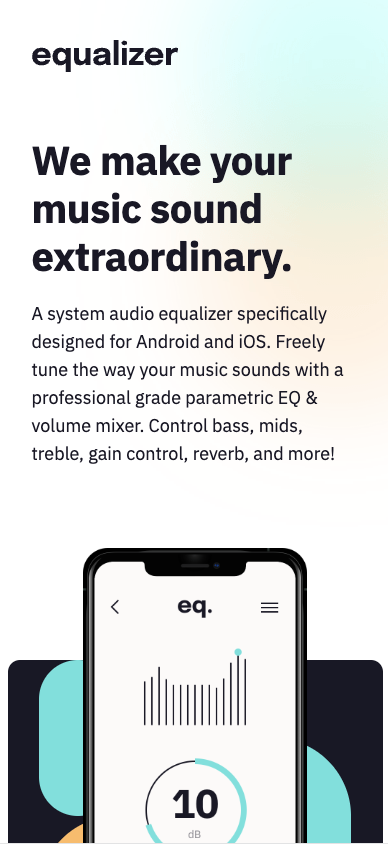 equalizer
We make your
music sound
extraordinary.
A system audio equalizer specifically
designed for Android and iOS. Freely
tune the way your music sounds with a
professional grade parametric EQ &
volume mixer. Control bass, mids,
treble, gain control, reverb, and more!
eq.
10
dB